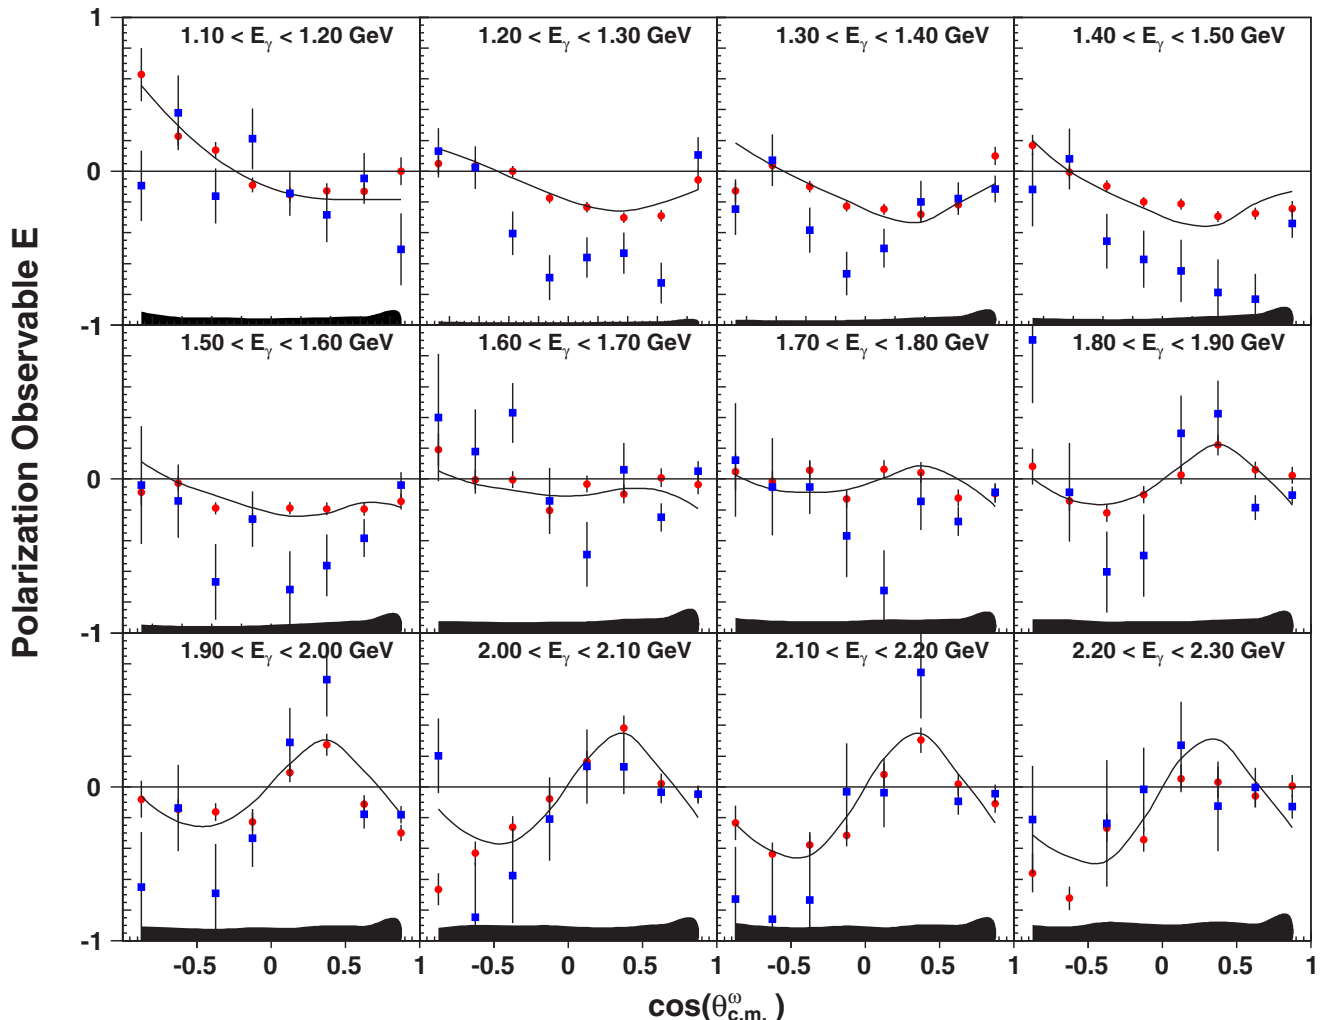 Polarization Observable E
1
1.10 < Eγ < 1.20 GeV
1.20 < Eγ < 1.30 GeV
1.30 < Eγ < 1.40 GeV
1.40 < Eγ < 1.50 GeV
0
-1
1.50 < Eγ < 1.60 GeV
1.60 < Eγ < 1.70 GeV
1.70 < Eγ < 1.80 GeV
1.80 < Eγ < 1.90 GeV
0
-1
1.90 < Eγ < 2.00 GeV
2.00 < Eγ < 2.10 GeV
2.10 < Eγ < 2.20 GeV
2.20 < Eγ < 2.30 GeV
0
-1
-0.5 0 0.5 1 -0.5 0 0.5 1 -0.5 0 0.5 1 -0.5 0 0.5 1
cos(θ^ω_c.m. )